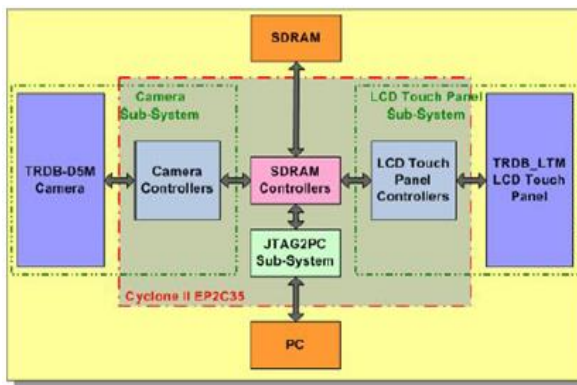 SDRAM
Camera
Sub-System
LCD Touch Panel
Sub-System
TRDB-D5M
Camera
Camera
Controllers
SDRAM
Controllers
LCD Touch
Panel
Controllers
TRDB_LTM
LCD Touch
Panel
JTAG2PC
Sub-System
Cyclone II EP2C35
PC